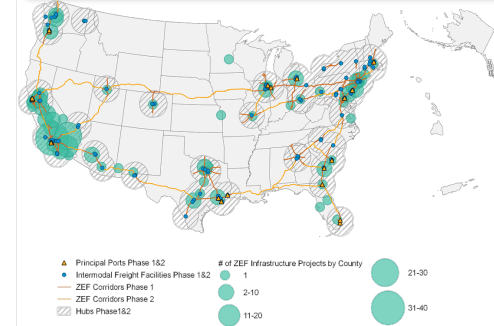 Principal Ports Phase 1&2
Intermodal Freight Facilities Phase 1&2
ZEF Corridors Phase 1
ZEF Corridors Phase 2
Hubs Phase1&2
# of ZEF Infrastructure Projects by County
1
2-10
11-20
21-30
31-40